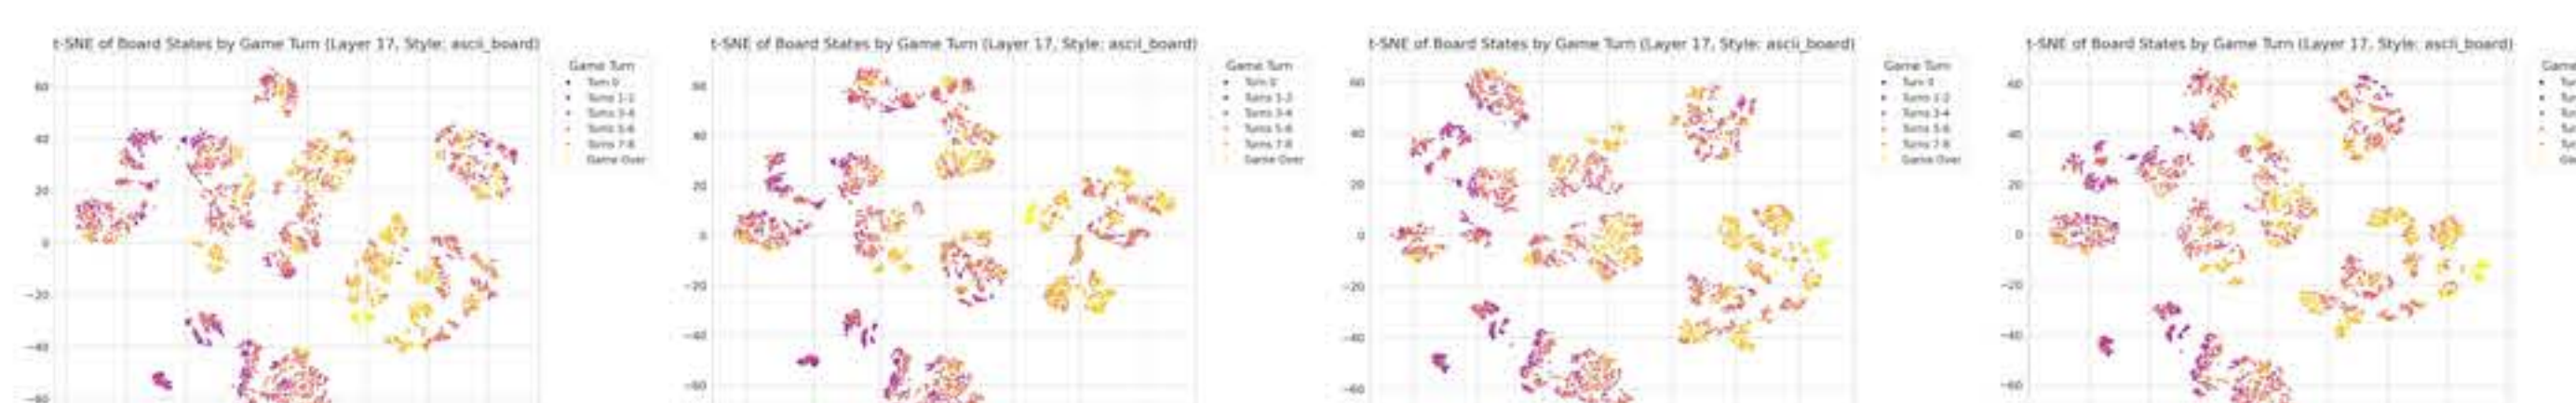 t-SNE of Board States by Game Turn (Layer 17, Style: ascii_board)
Game Turn
Turn 0
Turns 1-2
Turns 3-4
Turns 5-6
Turns 7-8
Game Over
60
40
20
0
−20
−40
−60
t-SNE of Board States by Game Turn (Layer 17, Style: ascii_board)
Game Turn
Turn 0
Turns 1-2
Turns 3-4
Turns 5-6
Turns 7-8
Game Over
60
40
20
0
−20
−40
−60
t-SNE of Board States by Game Turn (Layer 17, Style: ascii_board)
Game Turn
Turn 0
Turns 1-2
Turns 3-4
Turns 5-6
Turns 7-8
Game Over
60
40
20
0
−20
−40
−60
t-SNE of Board States by Game Turn (Layer 17, Style: ascii_board)
Game
60
40
20
0
−20
−40
−60